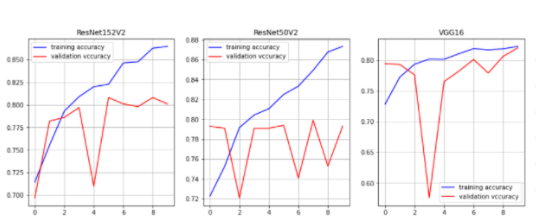 ResNet152V2
training accuracy
validation vccuracy
0.850
0.825
0.800
0.775
0.750
0.725
0.700
0 2 4 6 8
ResNet50V2
training accuracy
validation vccuracy
0.88
0.86
0.84
0.82
0.80
0.78
0.76
0.74
0.72
0 2 4 6 8
VGG16
0.80
0.75
0.70
0.65
0.60
training accuracy
validation vccuracy
0 2 4 6 8